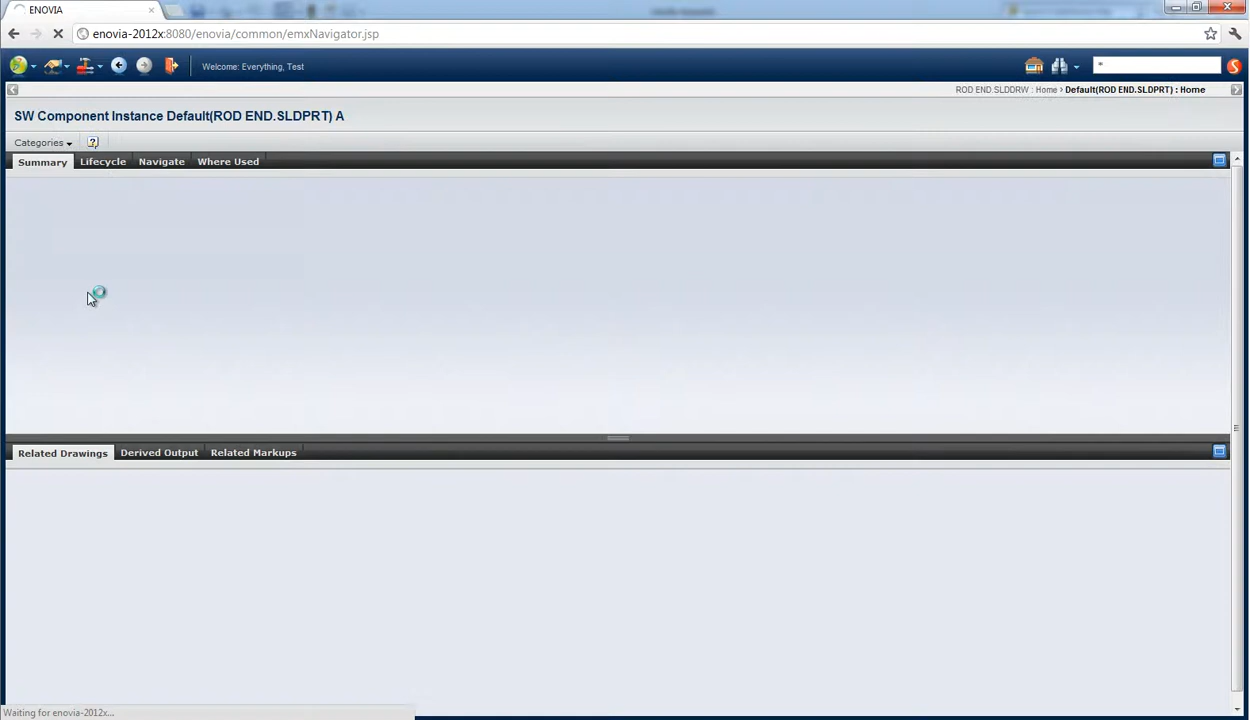 ENOVIA
enovia-2012x:8080/enovia/common/emxNavigator.jsp
Welcome: Everything, Test
*
ROD END.SLDDRW : Home › Default(ROD END.SLDPRT) : Home
SW Component Instance Default(ROD END.SLDPRT) A
Categories
Summary Lifecycle Navigate Where Used
Related Drawings Derived Output Related Markups
Waiting for enovia-2012x...